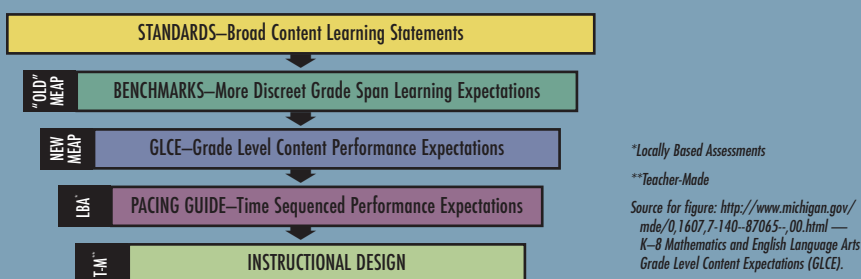 STANDARDS–Broad Content Learning Statements
"OLD"
MEAP
BENCHMARKS–More Discreet Grade Span Learning Expectations
NEW
MEAP
GLCE–Grade Level Content Performance Expectations
LBA*
PACING GUIDE–Time Sequenced Performance Expectations
T-M**
INSTRUCTIONAL DESIGN
*Locally Based Assessments
**Teacher-Made
Source for figure: http://www.michigan.gov/
mde/0,1607,7-140--87065--,00.html —
K–8 Mathematics and English Language Arts
Grade Level Content Expectations (GLCE).